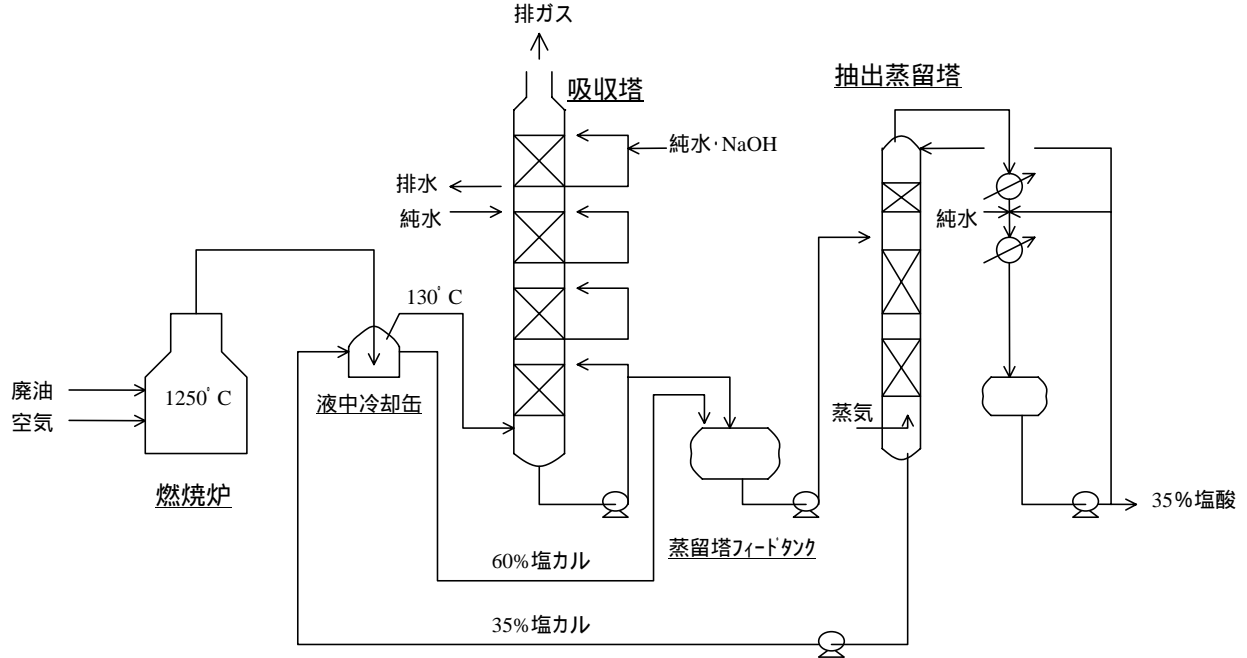 排ガス
吸収塔
抽出蒸留塔
純水・NaOH
排水
純水
純水
130°C
廃油
空気
1250°C
液中冷却缶
蒸気
燃焼炉
35%塩酸
蒸留塔フィードタンク
60%塩カル
35%塩カル